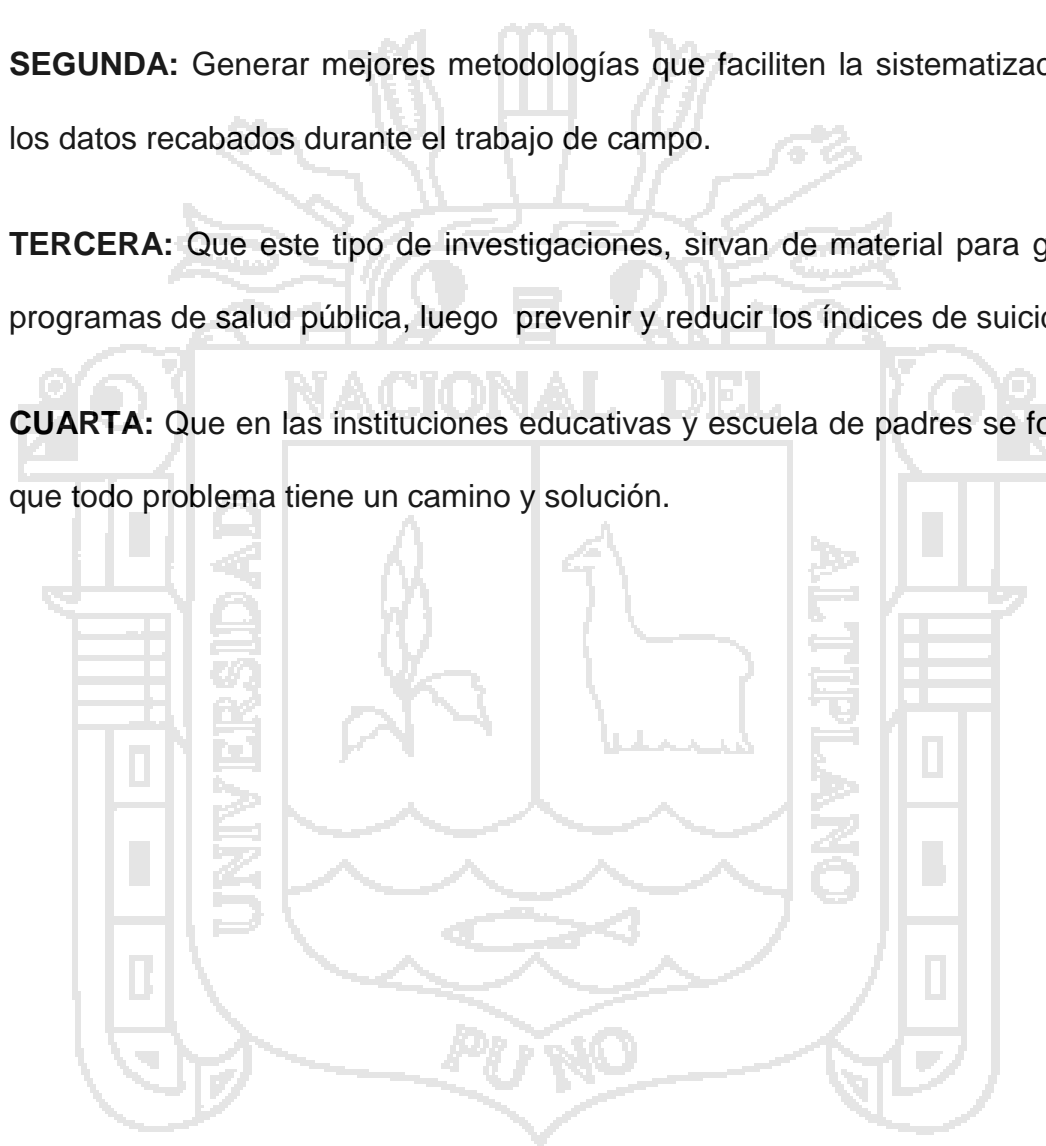 SEGUNDA: Generar mejores metodologías que faciliten la
los datos recabados durante el trabajo de campo.
TERCERA: Que este tipo de investigaciones, sirvan de material para
programas de salud pública, luego prevenir y reducir los índices de
CUARTA: Que en las instituciones educativas y escuela de padres se
que todo problema tiene un camino y solución.
NACIONAL DEL
UNIVERSIDAD
ALTIPLANO
PUNO